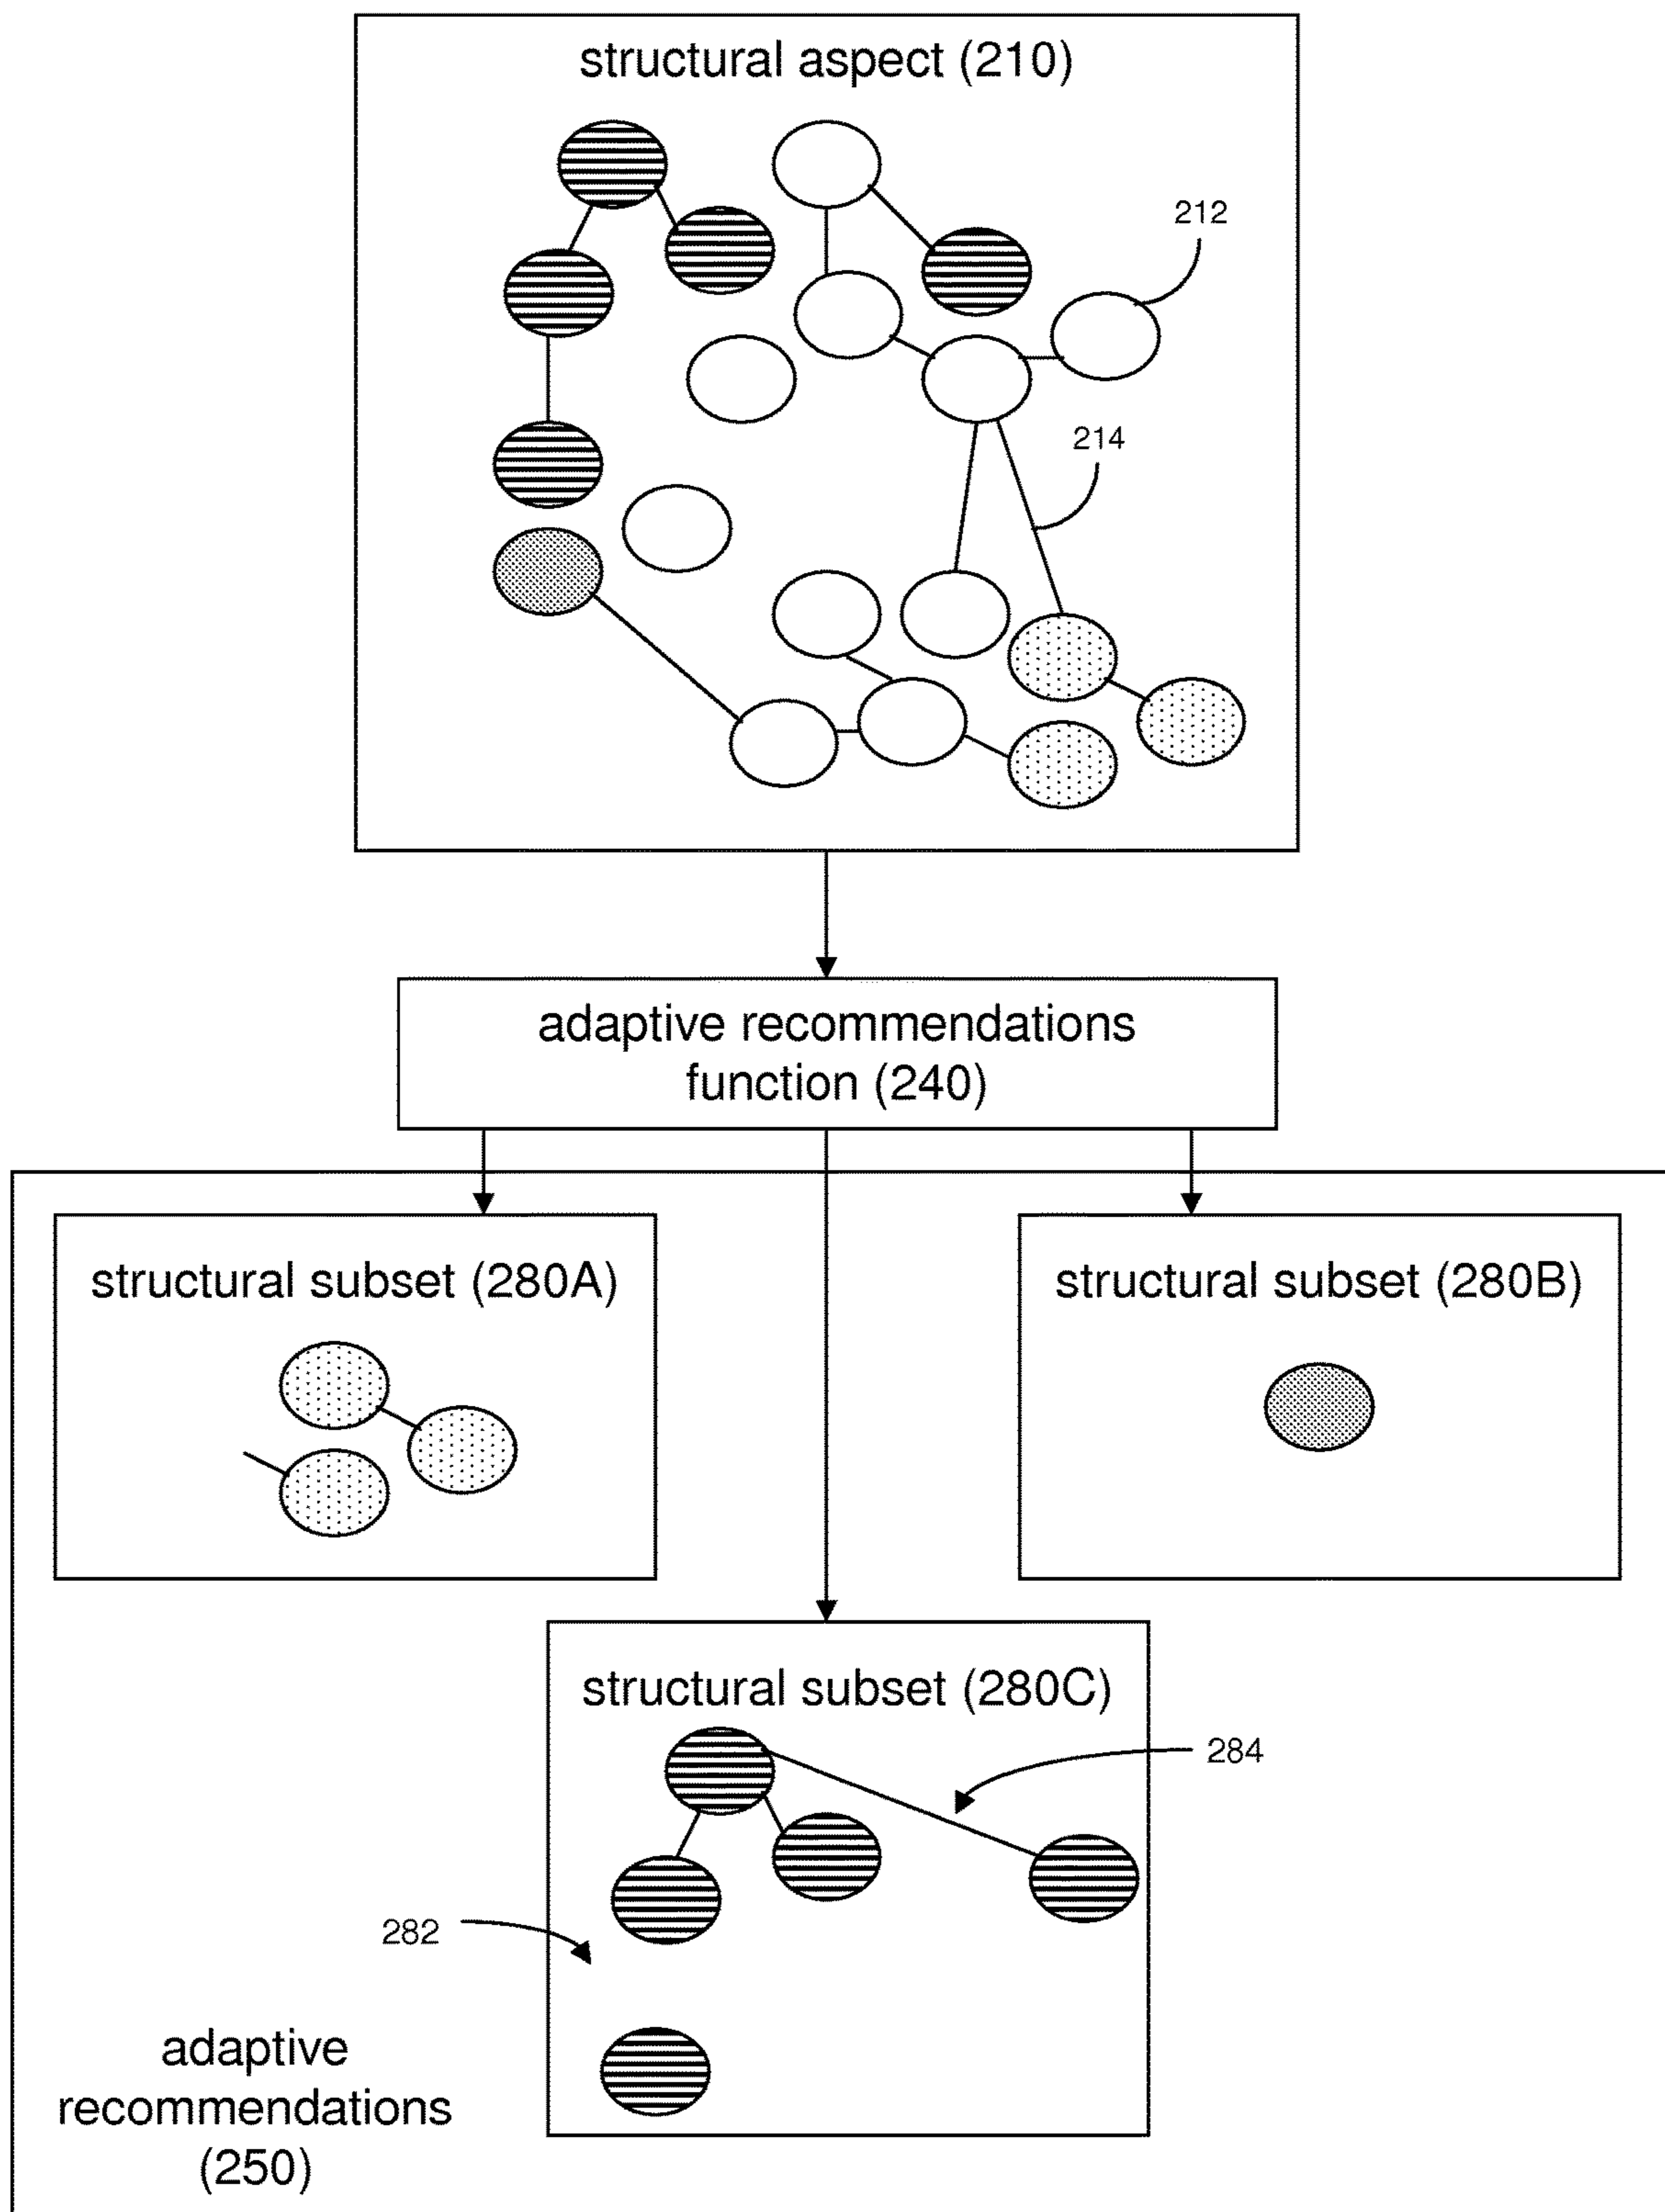 structural aspect (210)
212
214
adaptive recommendations
function (240)
structural subset (280A)
structural subset (280B)
structural subset (280C)
284
282
adaptive
recommendations
(250)